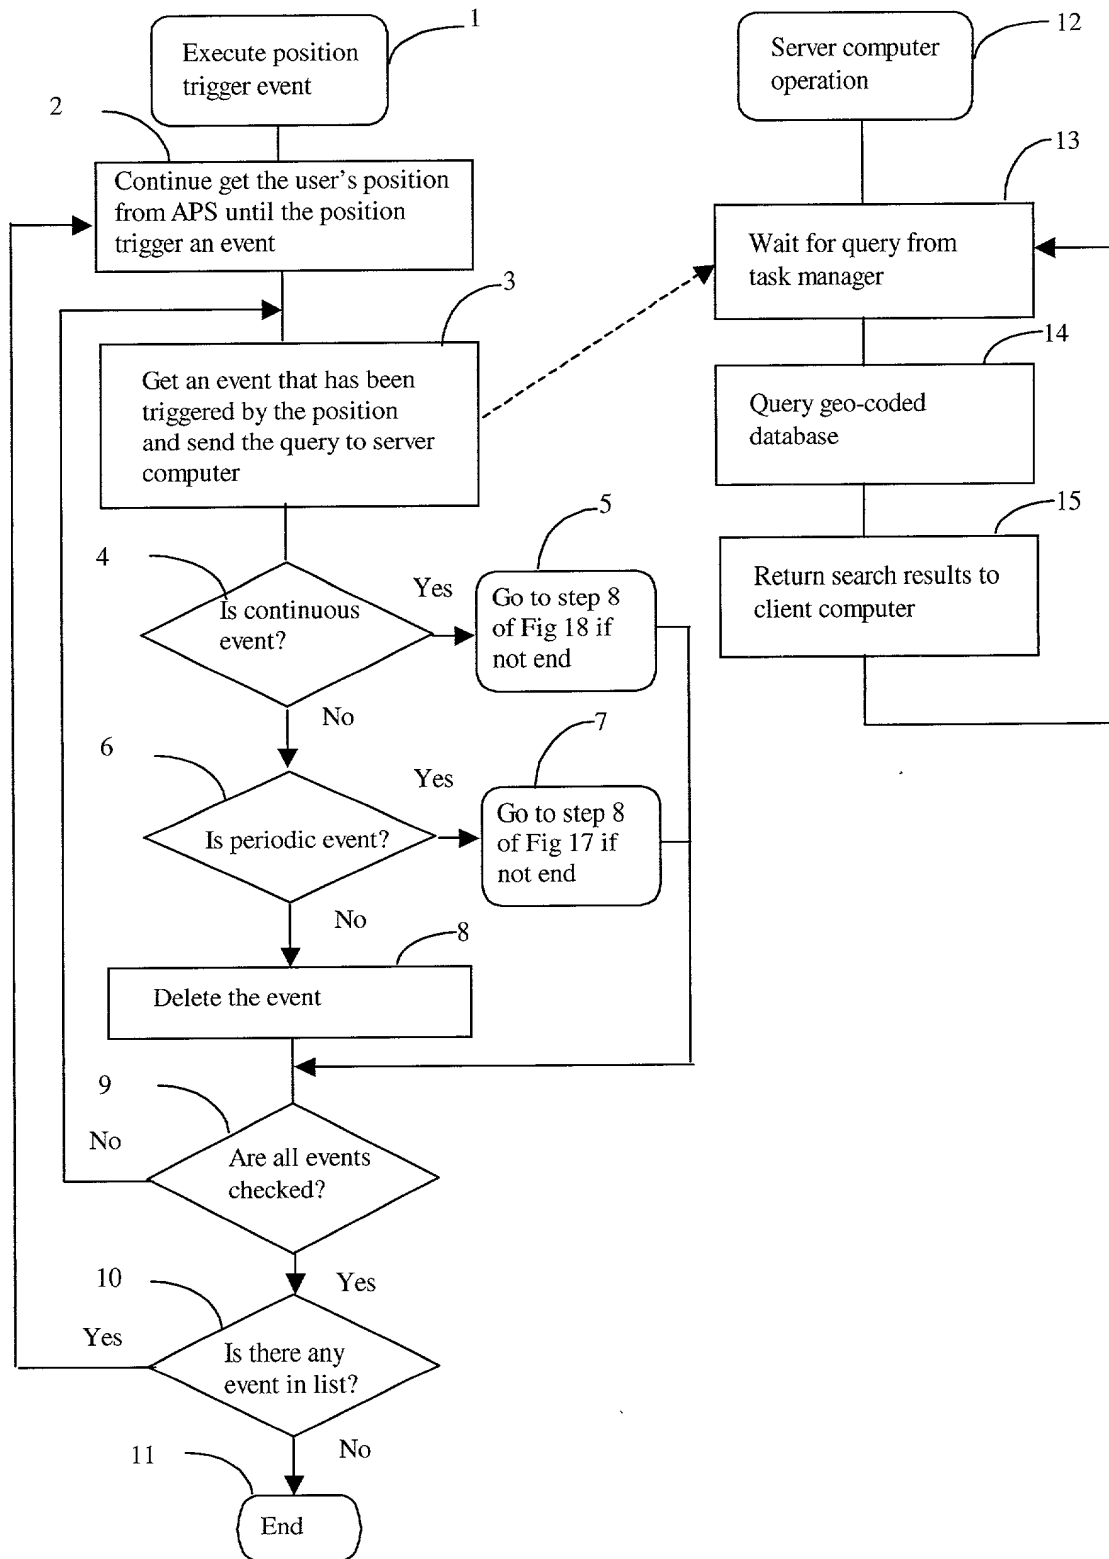 1
Execute position
trigger event
2
Continue get the user's position
from APS until the position
trigger an event
3
Get an event that has been
triggered by the position
and send the query to server
computer
4
Is continuous
event?
Yes
5
Go to step 8
of Fig 18 if
not end
No
6
Is periodic event?
Yes
7
Go to step 8
of Fig 17 if
not end
No
8
Delete the event
9
No
Are all events
checked?
Yes
10
Yes
Is there any
event in list?
No
11
End
12
Server computer
operation
13
Wait for query from
task manager
14
Query geo-coded
database
15
Return search results to
client computer